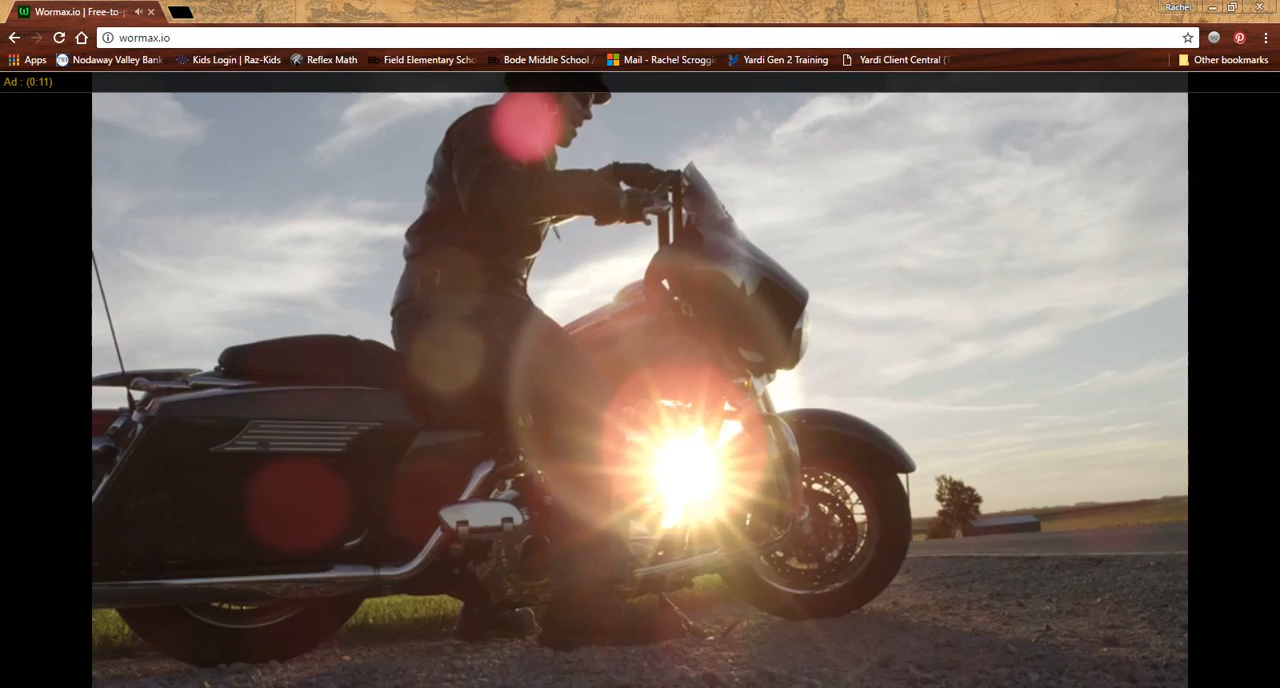 Wormax.io | Free-to-p
Rachel
wormax.io
Apps Nodaway Valley Bank Kids Login | Raz-Kids Reflex Math Bb Field Elementary Scho Bb Bode Middle School / Mail - Rachel Scroggi Yardi Gen 2 Training Yardi Client Central ( Other bookmarks
Ad : (0:11)